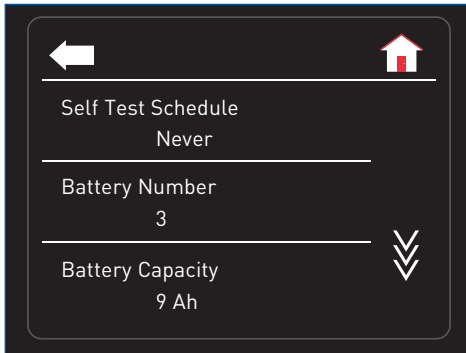 Self Test Schedule
Never
Battery Number
3
Battery Capacity
9 Ah